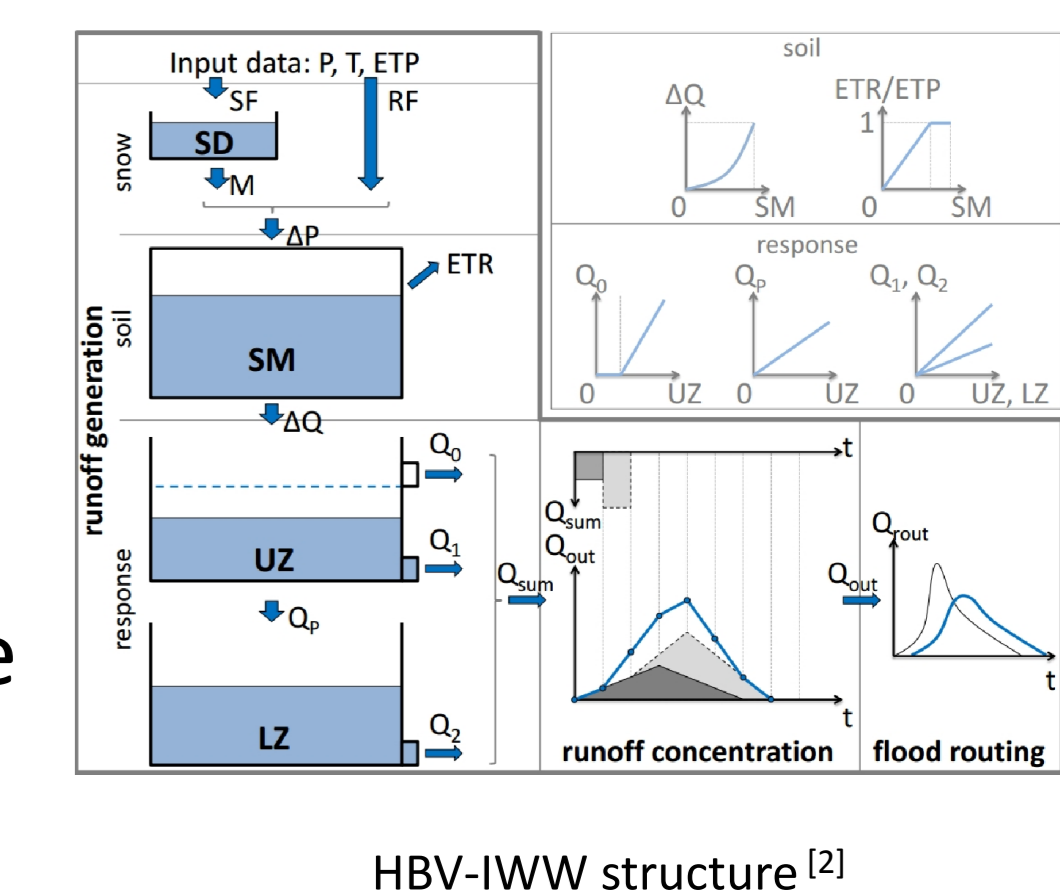 Input data: P, T, ETP
SF
RF
SD
M
snow
ΔP
ETR
SM
soil
runoff generation
ΔQ
Q0
UZ
Q1
QP
response
LZ
Q2
Qsum
soil
ΔQ
0
SM
ETR/ETP
1
0
SM
response
Q0
0
UZ
QP
0
UZ
Q1, Q2
0
UZ, LZ
t
Qsum
Qout
t
runoff concentration
Qout
Qrout
t
flood routing
e
HBV-IWW structure [2]